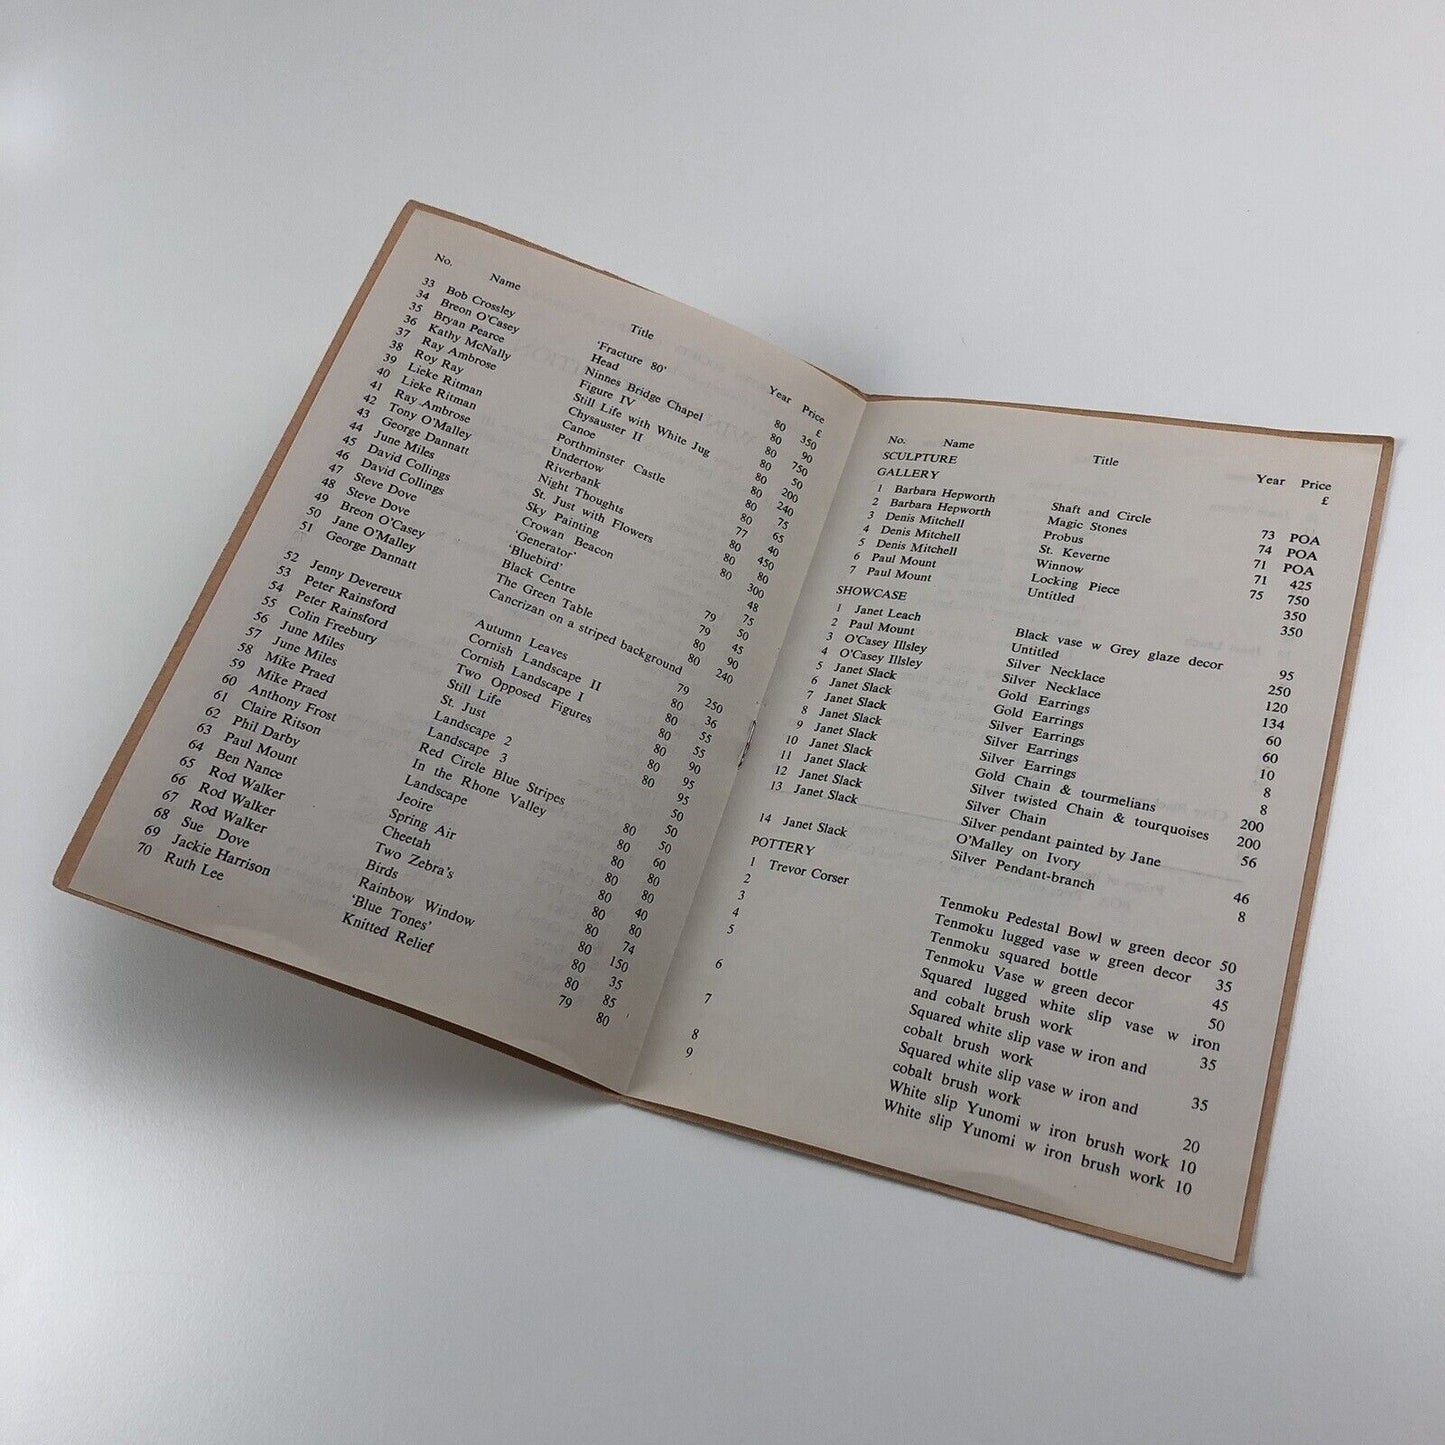 No. Name Title Year Price
£
33 Bob Crossley 'Fracture 80'
34 Breon O'Casey Head
35 Bryan Pearce Ninnes Bridge Chapel
36 Kathy McNally Figure IV
37 Ray Ambrose Still Life with White Jug
38 Roy Ray Chysauster II
39 Lieke Ritman Canoe
40 Lieke Ritman Porthminster Castle
41 Ray Ambrose Undertow
42 Tony O'Malley Riverbank
43 George Dannatt Night Thoughts
44 June Miles St. Just with Flowers
45 David Collings Sky Painting
46 David Collings Crowan Beacon
47 Steve Dove 'Generator'
48 Steve Dove 'Bluebird'
49 Breon O'Casey Black Centre
50 Jane O'Malley The Green Table
51 George Dannatt Cancrizan on a striped background
52 Jenny Devereux Autumn Leaves
53 Peter Rainsford Cornish Landscape II
54 Peter Rainsford Cornish Landscape I
55 Colin Freebury Two Opposed Figures
56 June Miles Still Life
57 June Miles St. Just
58 Mike Praed Landscape 2
59 Mike Praed Landscape 3
60 Anthony Frost Red Circle Blue Stripes
61 Claire Ritson In the Rhone Valley
62 Phil Darby Landscape
63 Paul Mount Jeoire
64 Ben Nance Spring Air
65 Rod Walker Cheetah
66 Rod Walker Two Zebra's
67 Rod Walker Birds
68 Sue Dove Rainbow Window
69 Jackie Harrison 'Blue Tones'
70 Ruth Lee Knitted Relief
80 350
80 90
80 750
80 50
80 200
80 240
80 75
77 65
40
80 450
80 80
300
48
79 75
79 50
80 45
80 90
240
79 250
80 36
80 55
80 55
80 90
80 95
95
50
80 50
80 60
80
80 40
80 74
80 150
80 35
80 85
79 80
No. Name Title Year Price
£
SCULPTURE
GALLERY
1 Barbara Hepworth Shaft and Circle 73 POA
2 Barbara Hepworth Magic Stones 74 POA
3 Denis Mitchell Probus 71 POA
4 Denis Mitchell St. Keverne 71 425
5 Denis Mitchell Winnow 75 750
6 Paul Mount Locking Piece 350
7 Paul Mount Untitled 350
SHOWCASE
1 Janet Leach Black vase w Grey glaze decor 95
2 Paul Mount Untitled 250
3 O'Casey Illsley Silver Necklace 120
4 O'Casey Illsley Silver Necklace 134
5 Janet Slack Gold Earrings 60
6 Janet Slack Gold Earrings 60
7 Janet Slack Silver Earrings 10
8 Janet Slack Silver Earrings 8
9 Janet Slack Silver Earrings 8
10 Janet Slack Gold Chain & tourmelians 200
11 Janet Slack Silver twisted Chain & tourquoises 200
12 Janet Slack Silver Chain 56
13 Janet Slack Silver pendant painted by Jane
O'Malley on Ivory 46
14 Janet Slack Silver Pendant-branch 8
POTTERY
1 Trevor Corser Tenmoku Pedestal Bowl w green decor 50
2 Tenmoku lugged vase w green decor 35
3 Tenmoku squared bottle 45
4 Tenmoku Vase w green decor 50
5 Squared lugged white slip vase w iron
and cobalt brush work 35
6 Squared white slip vase w iron and
cobalt brush work 35
7 Squared white slip vase w iron and
cobalt brush work 20
8 White slip Yunomi w iron brush work 10
9 White slip Yunomi w iron brush work 10